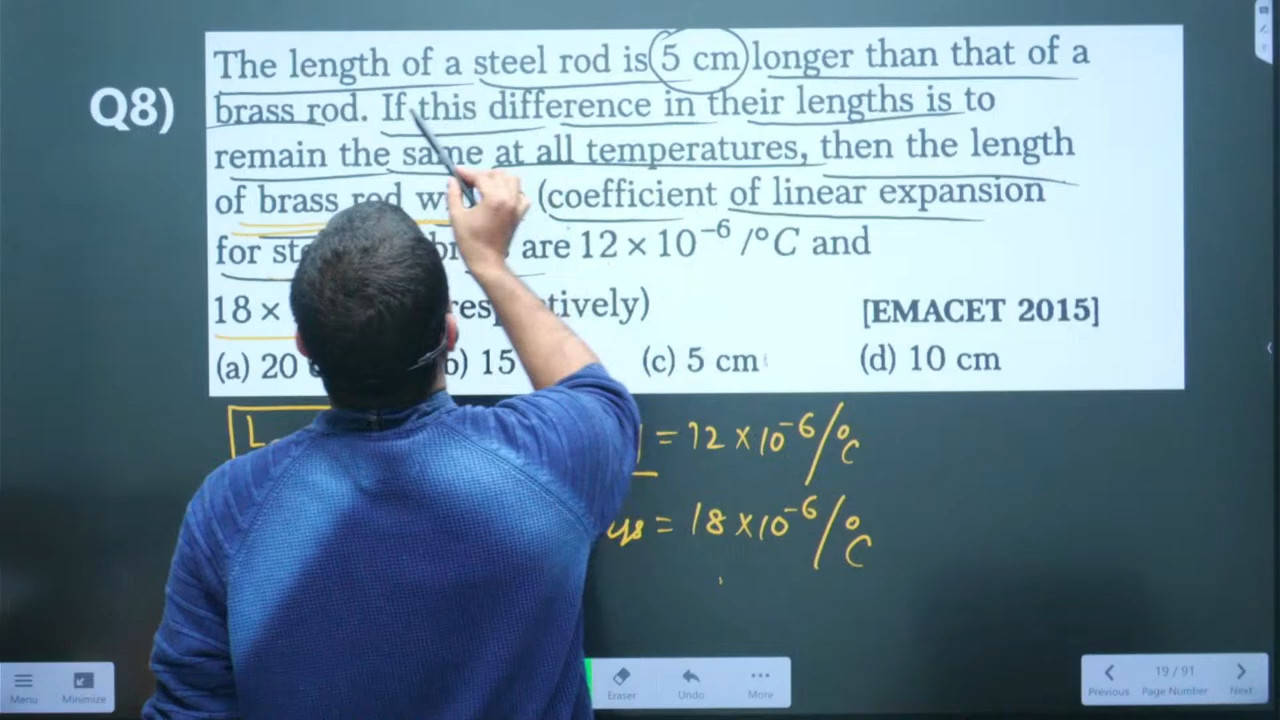 Q8)
The length of a steel rod is 5 cm longer than that of a
brass rod. If this difference in their lengths is to
remain the same at all temperatures, then the length
of brass rod (coefficient of linear expansion
for are 12 × 10⁻⁶ /°C and
18 × [EMACET 2015]
(a) 20 (b) 15 (c) 5 cm (d) 10 cm
L = 12 × 10⁻⁶/°C
= 18 × 10⁻⁶/°C
Menu Minimize Eraser Undo More Previous 19 / 91 Page Number Next